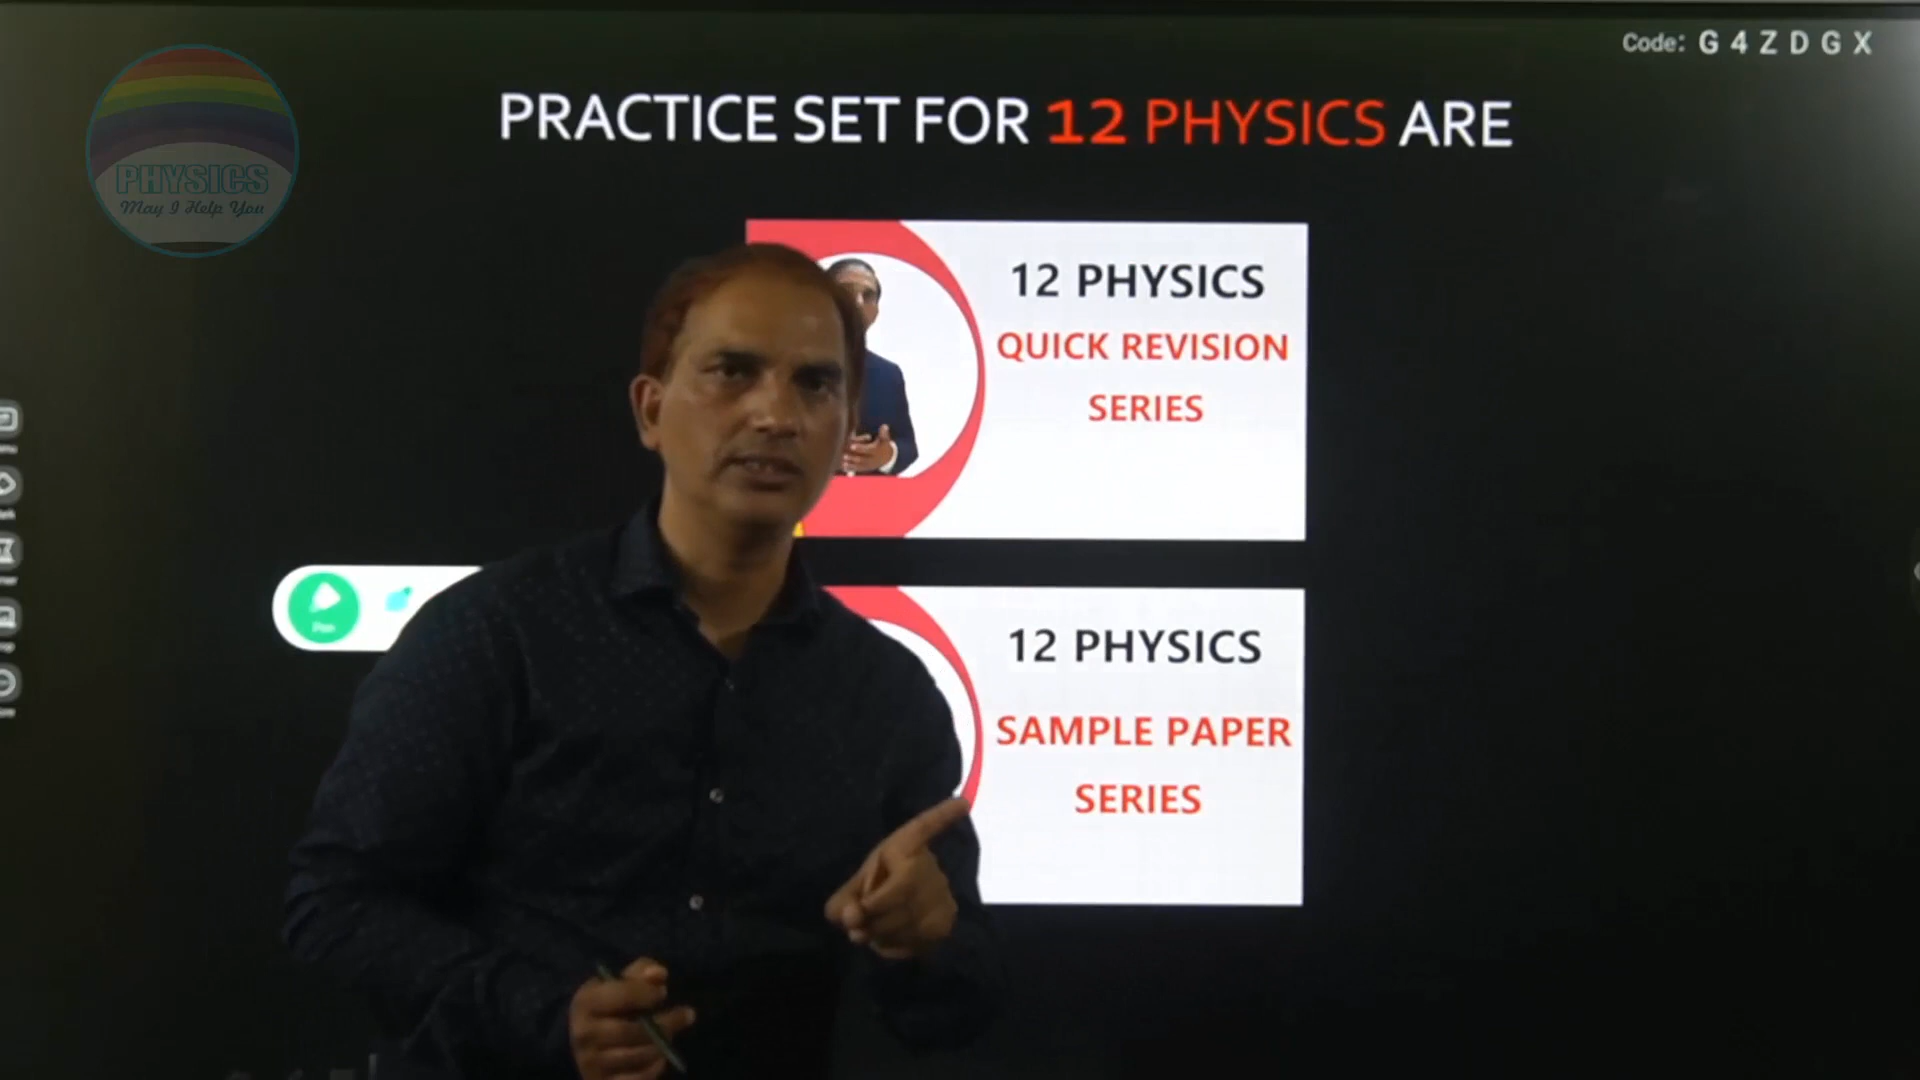 Code: G 4 Z D G X
PRACTICE SET FOR 12 PHYSICS ARE
PHYSICS
May I Help You
12 PHYSICS
QUICK REVISION
SERIES
12 PHYSICS
SAMPLE PAPER
SERIES